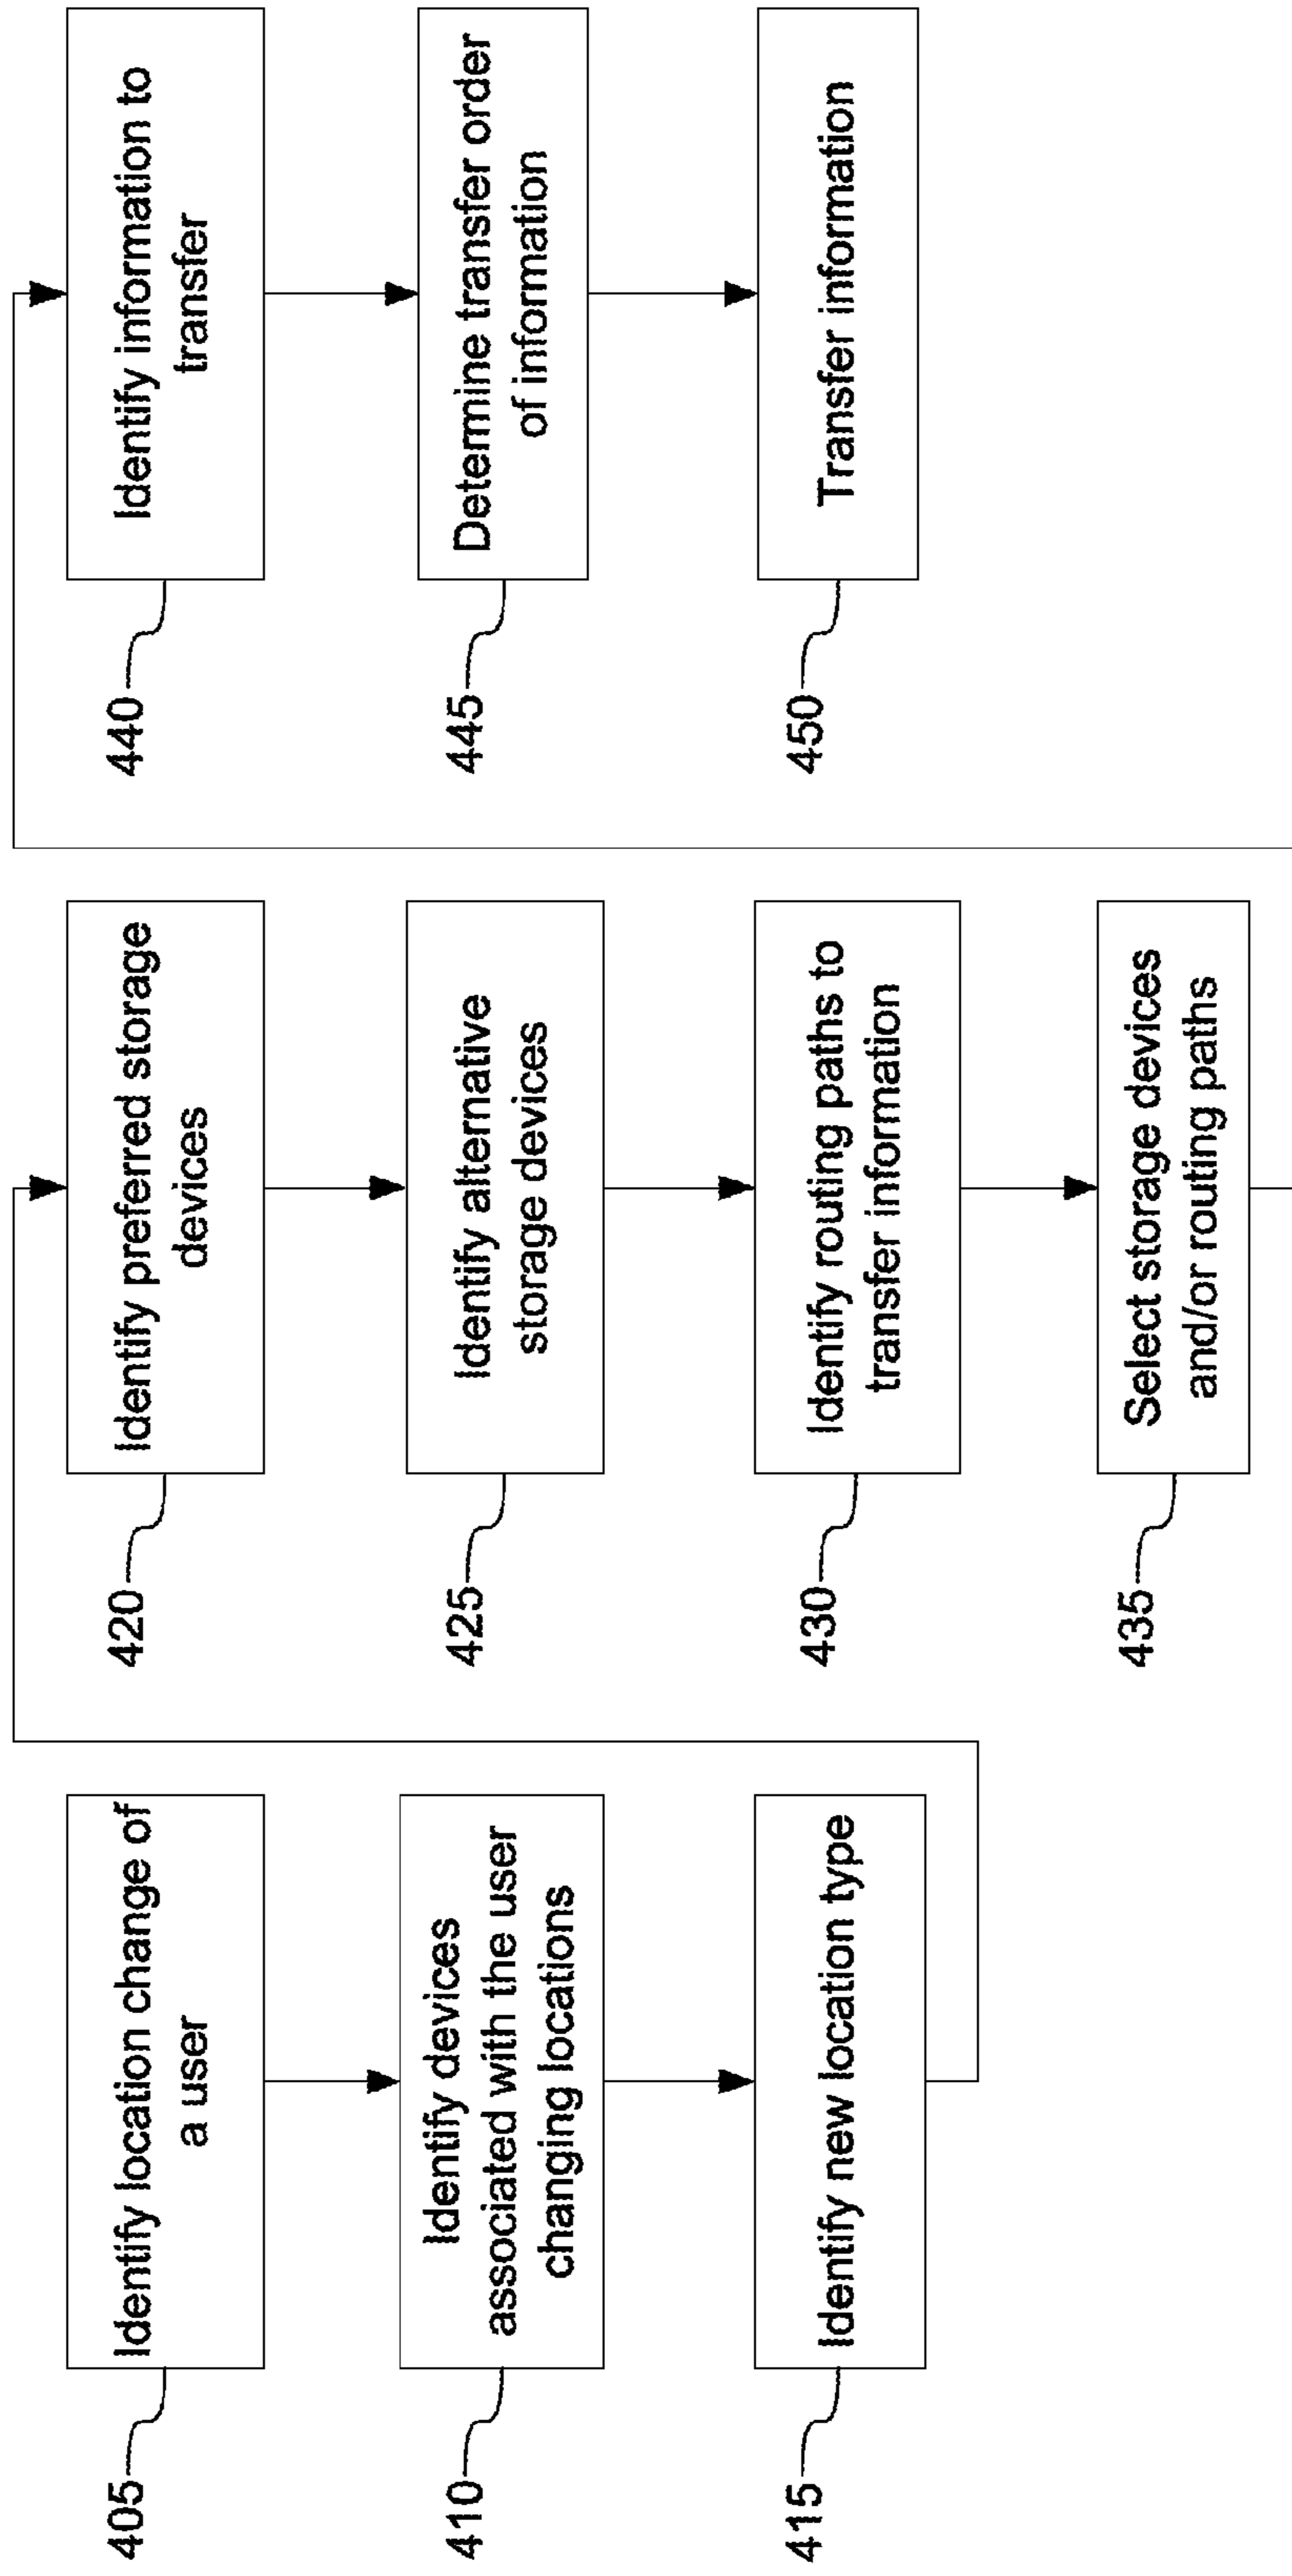 405
Identify location change of
a user
410
Identify devices
associated with the user
changing locations
415
Identify new location type
420
Identify preferred storage
devices
425
Identify alternative
storage devices
430
Identify routing paths to
transfer information
435
Select storage devices
and/or routing paths
440
Identify information to
transfer
445
Determine transfer order
of information
450
Transfer information